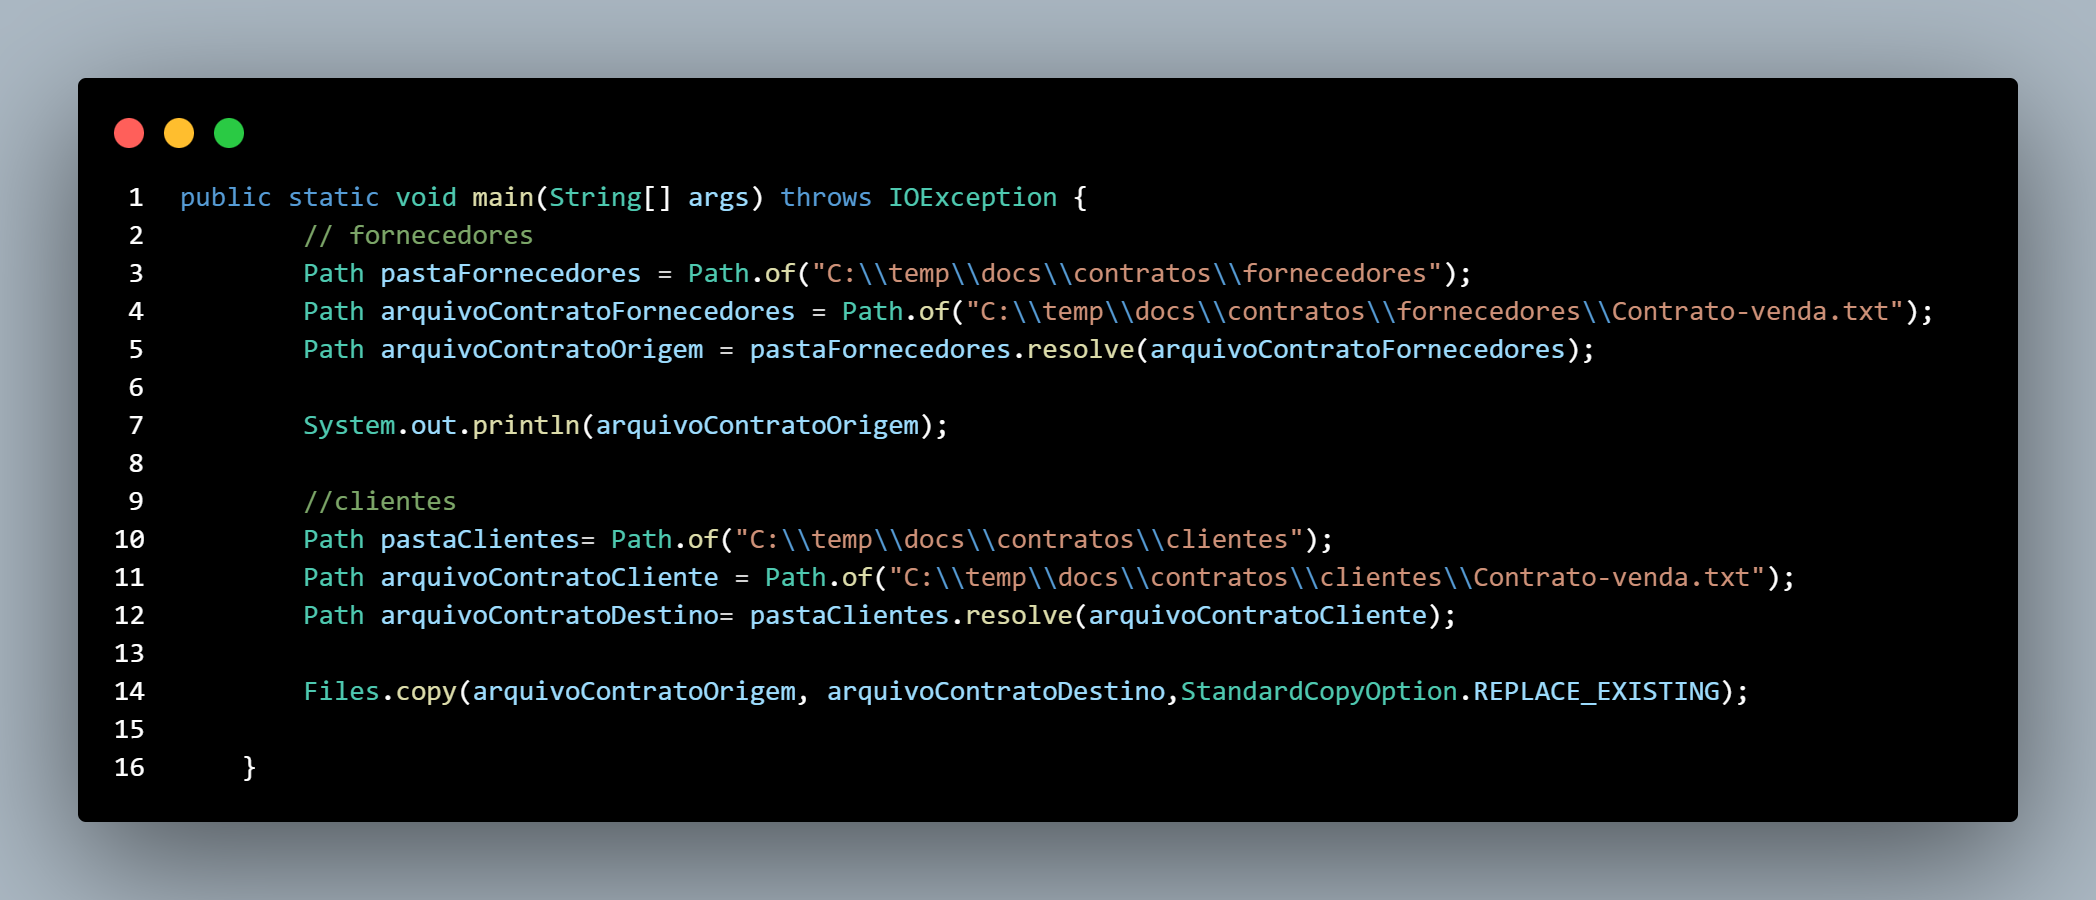 1 public static void main(String[] args) throws IOException {
2 // fornecedores
3 Path pastaFornecedores = Path.of("C:\\temp\\docs\\contratos\\fornecedores");
4 Path arquivoContratoFornecedores = Path.of("C:\\temp\\docs\\contratos\\fornecedores\\Contrato-venda.txt");
5 Path arquivoContratoOrigem = pastaFornecedores.resolve(arquivoContratoFornecedores);
6
7 System.out.println(arquivoContratoOrigem);
8
9 //clientes
10 Path pastaClientes= Path.of("C:\\temp\\docs\\contratos\\clientes");
11 Path arquivoContratoCliente = Path.of("C:\\temp\\docs\\contratos\\clientes\\Contrato-venda.txt");
12 Path arquivoContratoDestino= pastaClientes.resolve(arquivoContratoCliente);
13
14 Files.copy(arquivoContratoOrigem, arquivoContratoDestino,StandardCopyOption.REPLACE_EXISTING);
15
16 }